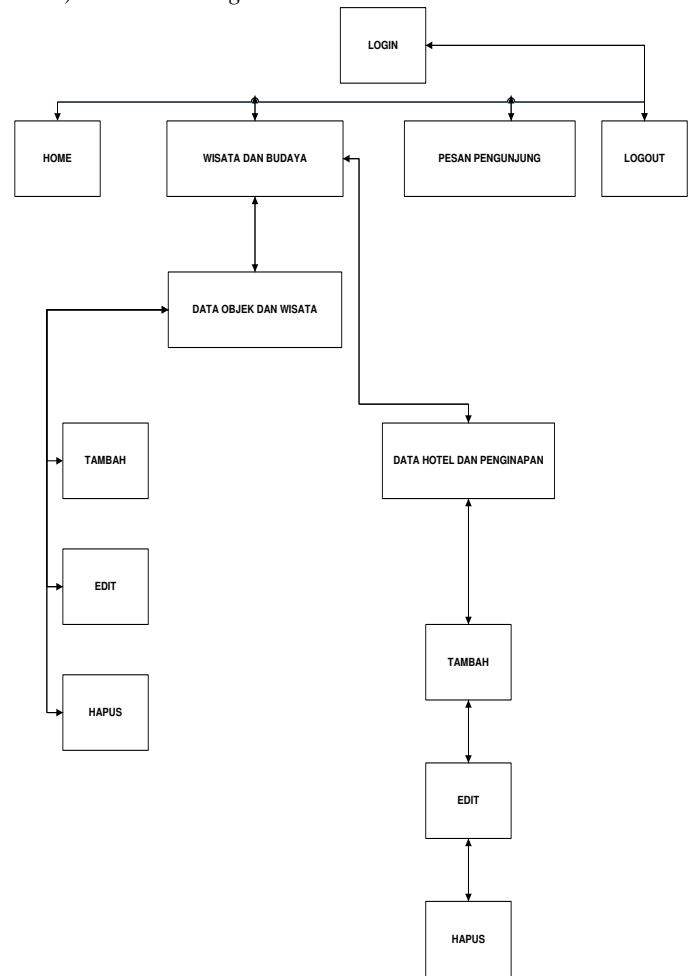 LOGIN
HOME
WISATA DAN BUDAYA
PESAN PENGUNJUNG
LOGOUT
DATA OBJEK DAN WISATA
TAMBAH
DATA HOTEL DAN PENGINAPAN
EDIT
TAMBAH
HAPUS
EDIT
HAPUS